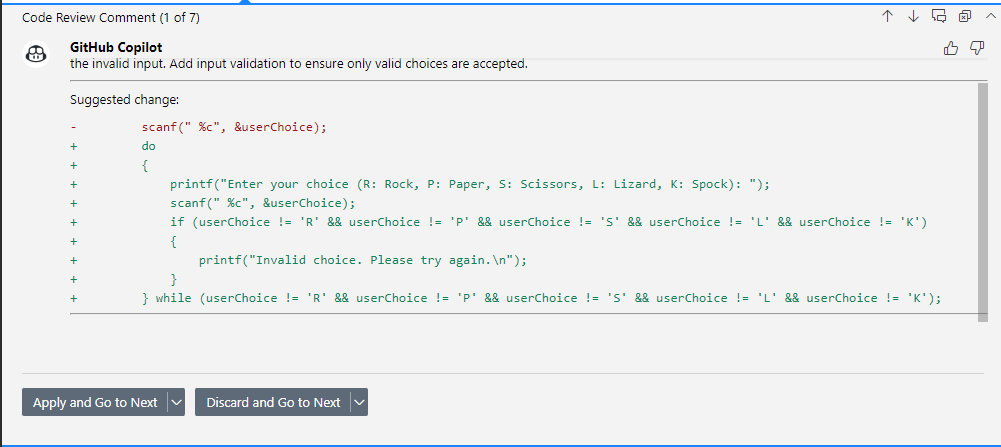 Code Review Comment (1 of 7)
GitHub Copilot
the invalid input. Add input validation to ensure only valid choices are accepted.
Suggested change:
-         scanf(" %c", &userChoice);
+         do
+         {
+             printf("Enter your choice (R: Rock, P: Paper, S: Scissors, L: Lizard, K: Spock): ");
+             scanf(" %c", &userChoice);
+             if (userChoice != 'R' && userChoice != 'P' && userChoice != 'S' && userChoice != 'L' && userChoice != 'K')
+             {
+                 printf("Invalid choice. Please try again.\n");
+             }
+         } while (userChoice != 'R' && userChoice != 'P' && userChoice != 'S' && userChoice != 'L' && userChoice != 'K');
Apply and Go to Next
Discard and Go to Next